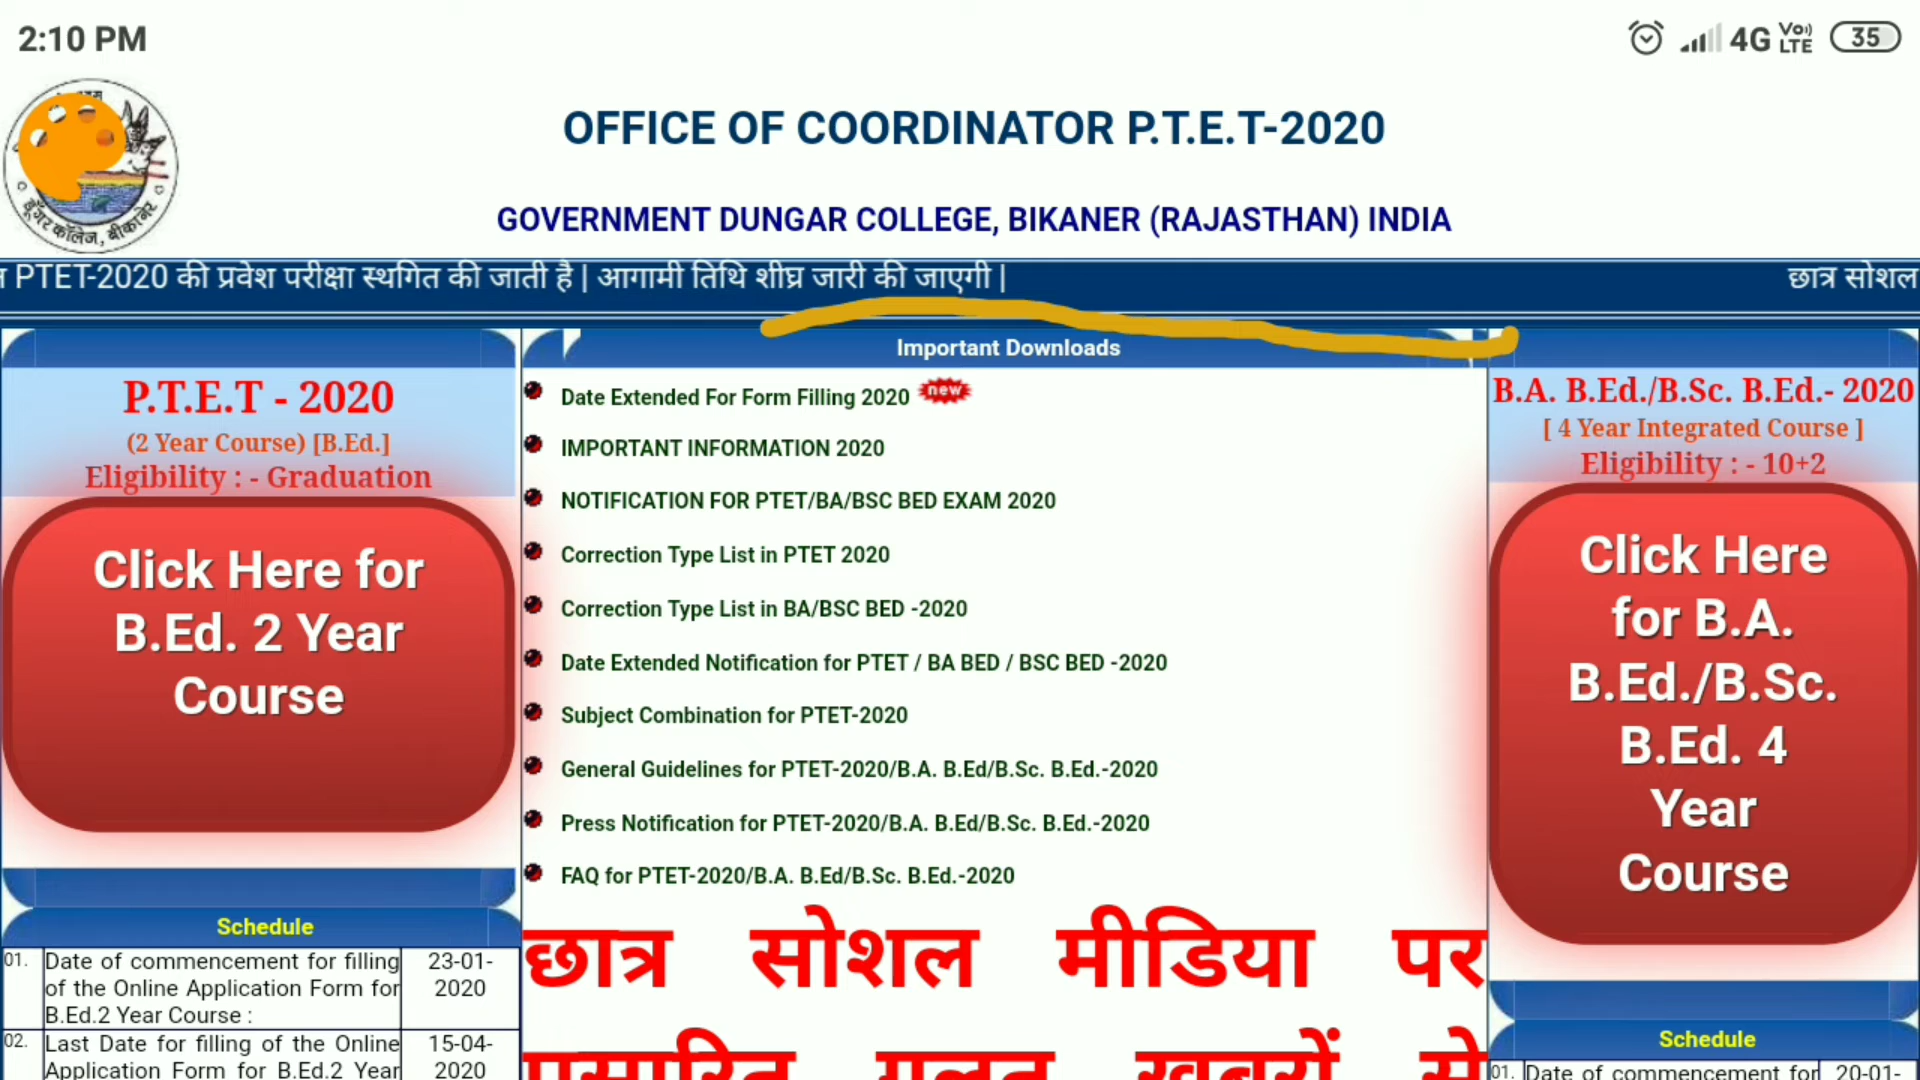 2:10 PM
4G VoLTE 35
डूँगर कॉलेज, बीकानेर
OFFICE OF COORDINATOR P.T.E.T-2020
GOVERNMENT DUNGAR COLLEGE, BIKANER (RAJASTHAN) INDIA
PTET-2020 की प्रवेश परीक्षा स्थगित की जाती है | आगामी तिथि शीघ्र जारी की जाएगी |
छात्र सोशल
P.T.E.T - 2020
(2 Year Course) [B.Ed.]
Eligibility : - Graduation
Click Here for
B.Ed. 2 Year
Course
Schedule
01. Date of commencement for filling 23-01-
of the Online Application Form for 2020
B.Ed.2 Year Course :
02. Last Date for filling of the Online 15-04-
Application Form for B.Ed.2 Year 2020
Important Downloads
Date Extended For Form Filling 2020 new
IMPORTANT INFORMATION 2020
NOTIFICATION FOR PTET/BA/BSC BED EXAM 2020
Correction Type List in PTET 2020
Correction Type List in BA/BSC BED -2020
Date Extended Notification for PTET / BA BED / BSC BED -2020
Subject Combination for PTET-2020
General Guidelines for PTET-2020/B.A. B.Ed/B.Sc. B.Ed.-2020
Press Notification for PTET-2020/B.A. B.Ed/B.Sc. B.Ed.-2020
FAQ for PTET-2020/B.A. B.Ed/B.Sc. B.Ed.-2020
छात्र सोशल मीडिया पर
प्रसारित गलत खबरों से
B.A. B.Ed./B.Sc. B.Ed.- 2020
[ 4 Year Integrated Course ]
Eligibility : - 10+2
Click Here
for B.A.
B.Ed./B.Sc.
B.Ed. 4
Year
Course
Schedule
01. Date of commencement for 20-01-